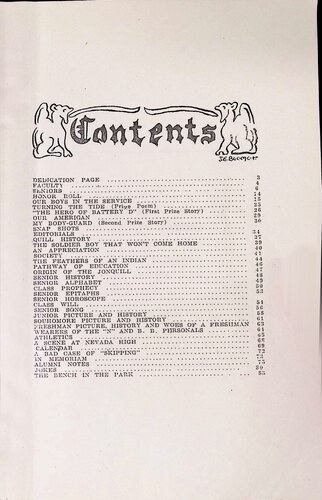 Contents
DEDICATION PAGE 3
FACULTY 4
SENIORS 6
HONOR ROLL 14
OUR BOYS IN THE SERVICE 15
TURNING THE TIDE (Prize Poem) 25
"THE HERO OF BATTERY D" (First Prize Story) 26
OUR AMERICAN 29
MY BODY-GUARD (Second Prize Story) 30
SNAP SHOTS
EDITORIALS 34
QUILL HISTORY 37
THE SOLDIER BOY THAT WON'T COME HOME 39
AN APPRECIATION 40
SOCIETY 41
THE FEATHERS OF AN INDIAN 44
PATHWAY OF EDUCATION 46
ORIGIN OF THE JONQUILL 47
SENIOR HISTORY 48
SENIOR ALPHABET 49
CLASS PROPHECY 50
SENIOR EPITAPHS 53
SENIOR HOROSCOPE
CLASS WILL 54
SENIOR SONG 56
JUNIOR PICTURE AND HISTORY 58
SOPHOMORE PICTURE AND HISTORY 61
FRESHMAN PICTURE, HISTORY AND WOES OF A FRESHMAN 63
WEARERS OF THE "N" AND B. B. PERSONALS 64
ATHLETICS 65
A SCENE AT NEVADA HIGH 68
CALENDAR 69
A BAD CASE OF "SKIPPING" 72
IN MEMORIAM 73
ALUMNI NOTES 75
JOKES 80
THE BENCH IN THE PARK 85